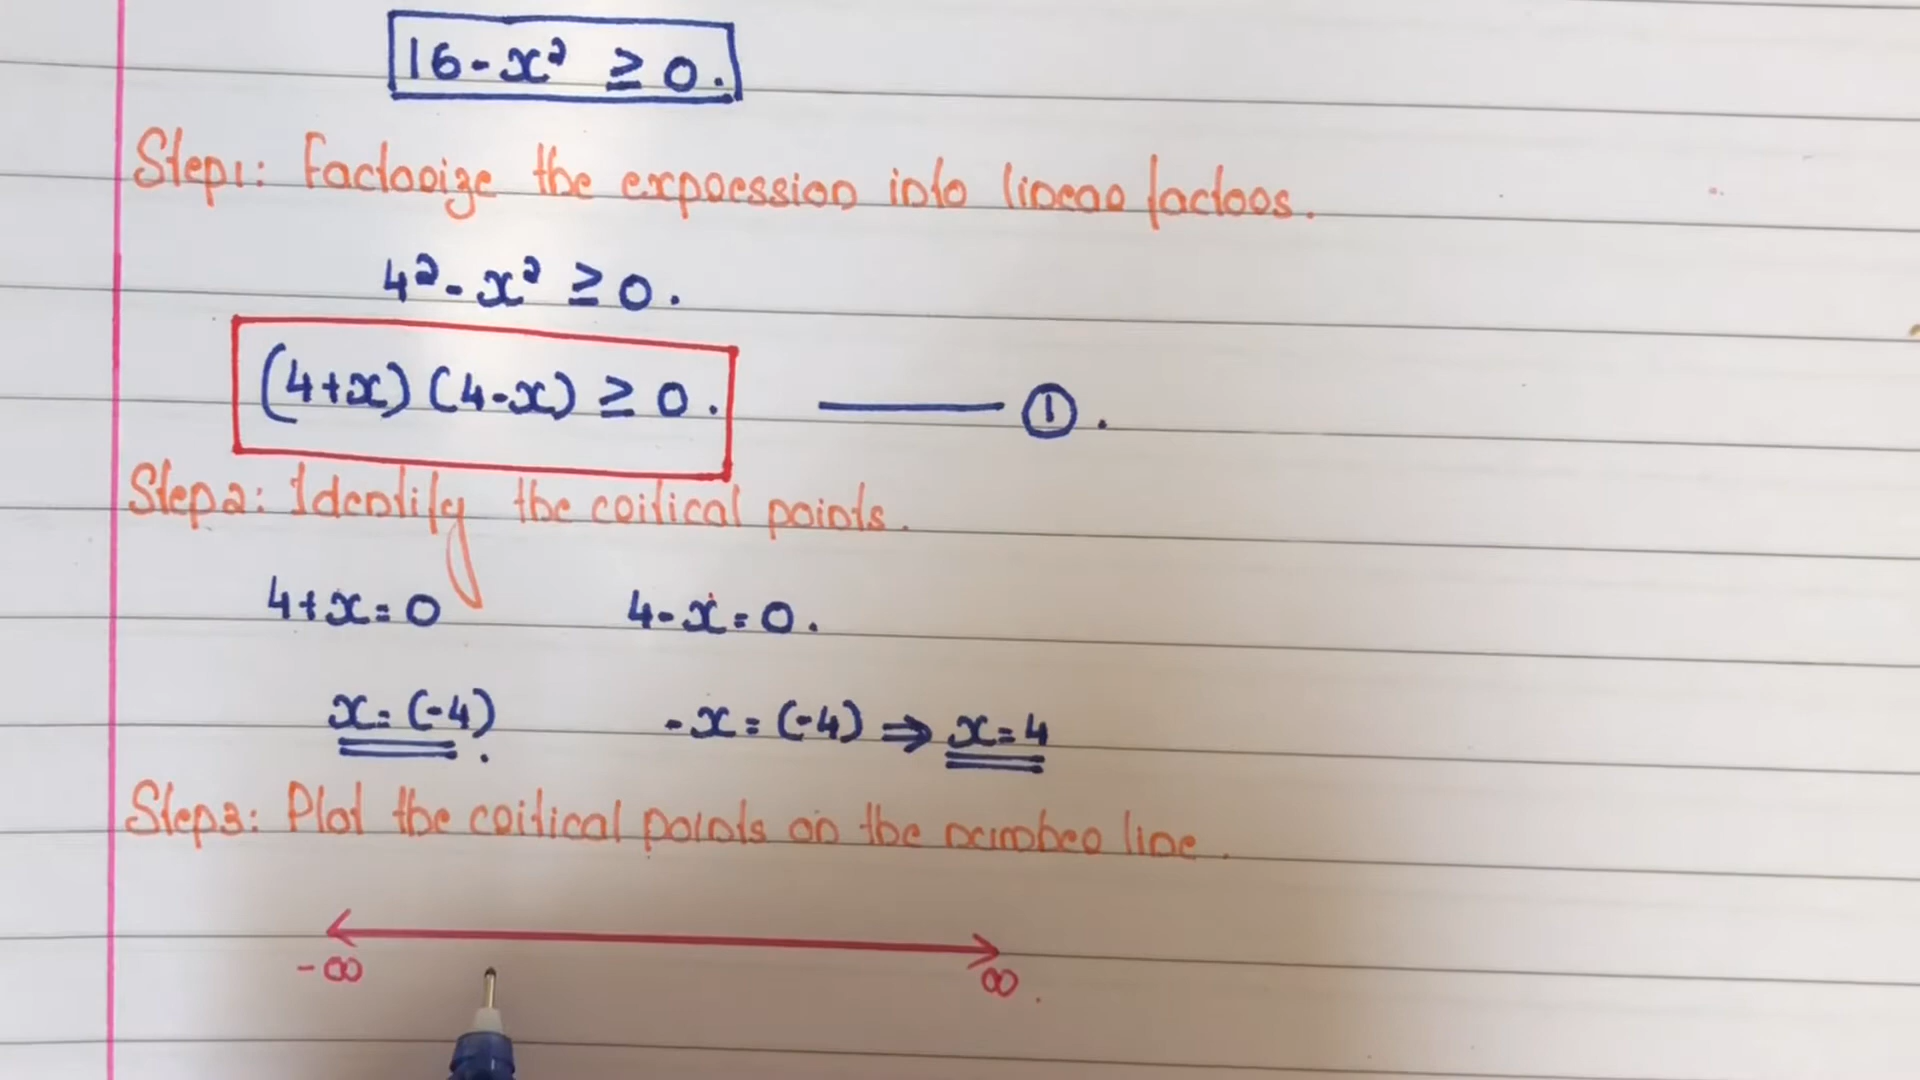 16-x² ≥ 0.
Step1: Factorize the expression into linear factors.
4²-x² ≥ 0.
(4+x) (4-x) ≥ 0. ——— ①.
Step2: Identify the critical points.
4+x=0 4-x=0.
x=(-4). -x=(-4) ⇒ x=4
Step3: Plot the critical points on the number line.
-∞ ∞.